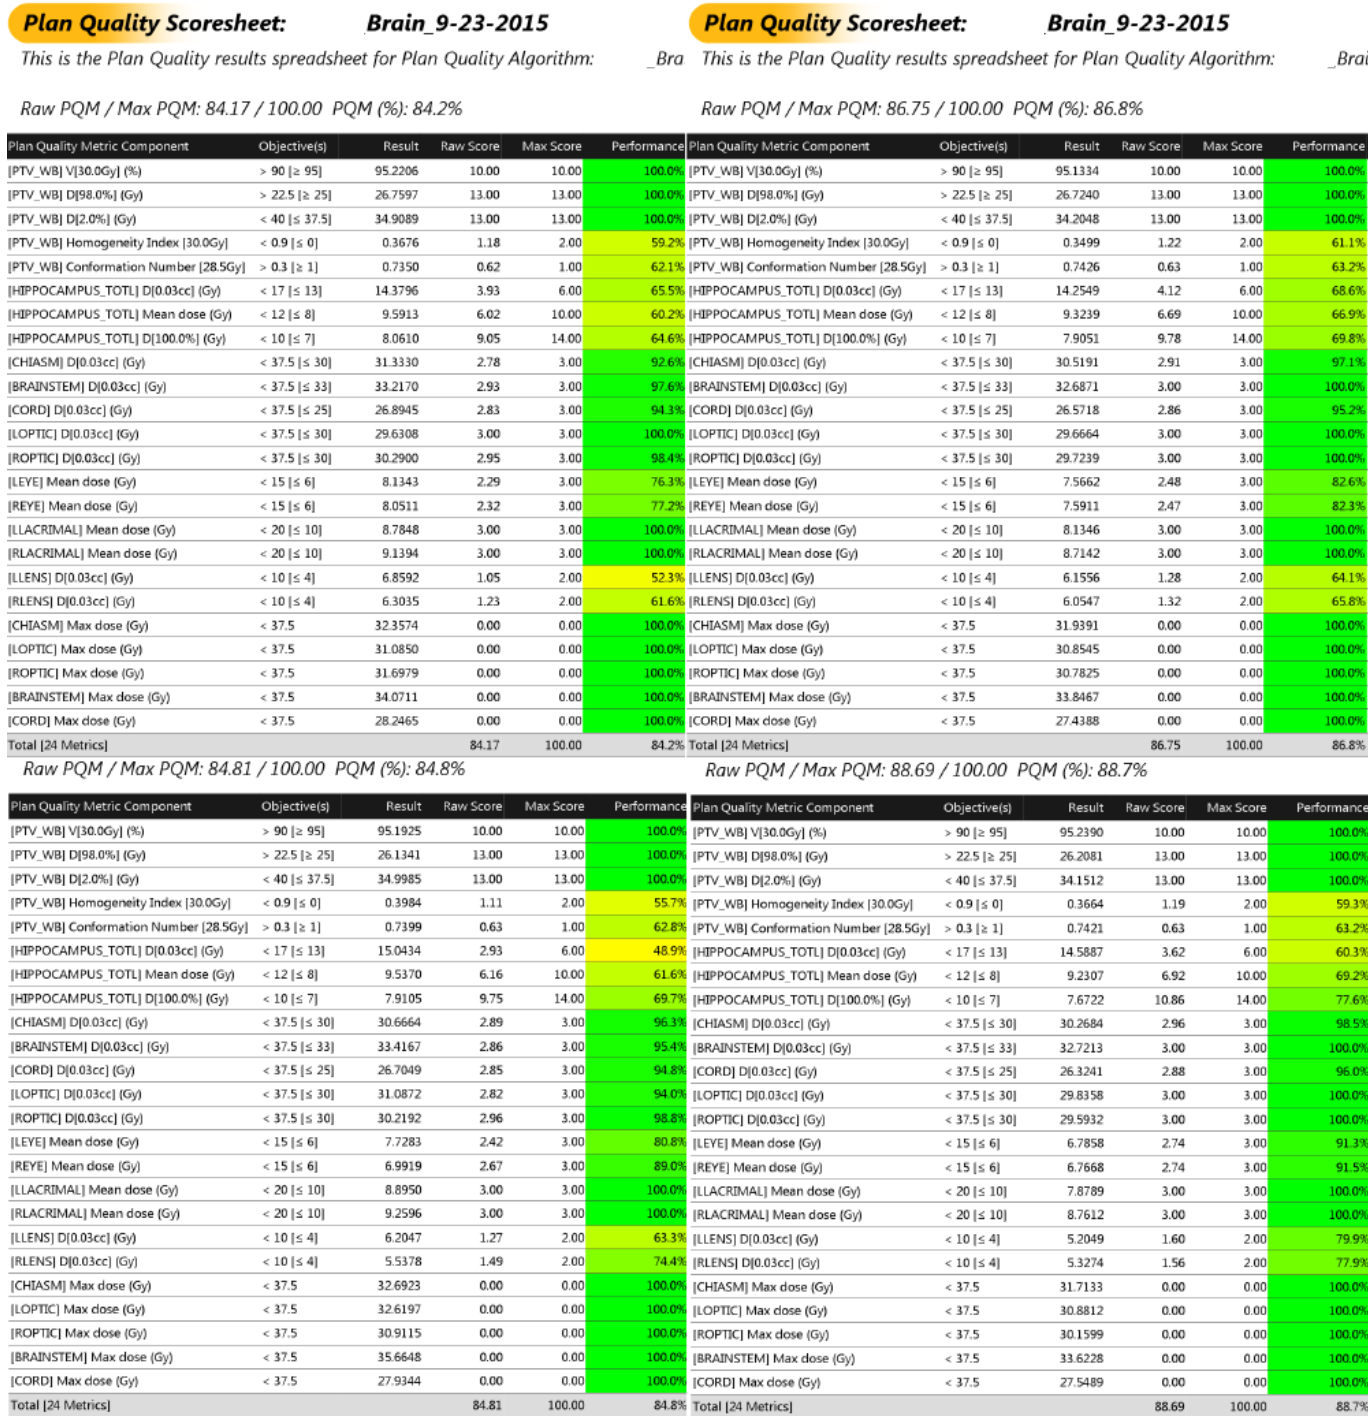 Plan Quality Scoresheet: Brain_9-23-2015
This is the Plan Quality results spreadsheet for Plan Quality Algorithm: _Bra
Raw PQM / Max PQM: 84.17 / 100.00 PQM (%): 84.2%
Plan Quality Metric Component Objective(s) Result Raw Score Max Score Performance
[PTV_WB] V[30.0Gy] (%) > 90 [≥ 95] 95.2206 10.00 10.00 100.0%
[PTV_WB] D[98.0%] (Gy) > 22.5 [≥ 25] 26.7597 13.00 13.00 100.0%
[PTV_WB] D[2.0%] (Gy) < 40 [≤ 37.5] 34.9089 13.00 13.00 100.0%
[PTV_WB] Homogeneity Index [30.0Gy] < 0.9 [≤ 0] 0.3676 1.18 2.00 59.2%
[PTV_WB] Conformation Number [28.5Gy] > 0.3 [≥ 1] 0.7350 0.62 1.00 62.1%
[HIPPOCAMPUS_TOTL] D[0.03cc] (Gy) < 17 [≤ 13] 14.3796 3.93 6.00 65.5%
[HIPPOCAMPUS_TOTL] Mean dose (Gy) < 12 [≤ 8] 9.5913 6.02 10.00 60.2%
[HIPPOCAMPUS_TOTL] D[100.0%] (Gy) < 10 [≤ 7] 8.0610 9.05 14.00 64.6%
[CHIASM] D[0.03cc] (Gy) < 37.5 [≤ 30] 31.3330 2.78 3.00 92.6%
[BRAINSTEM] D[0.03cc] (Gy) < 37.5 [≤ 33] 33.2170 2.93 3.00 97.6%
[CORD] D[0.03cc] (Gy) < 37.5 [≤ 25] 26.8945 2.83 3.00 94.3%
[LOPTIC] D[0.03cc] (Gy) < 37.5 [≤ 30] 29.6308 3.00 3.00 100.0%
[ROPTIC] D[0.03cc] (Gy) < 37.5 [≤ 30] 30.2900 2.95 3.00 98.4%
[LEYE] Mean dose (Gy) < 15 [≤ 6] 8.1343 2.29 3.00 76.3%
[REYE] Mean dose (Gy) < 15 [≤ 6] 8.0511 2.32 3.00 77.2%
[LLACRIMAL] Mean dose (Gy) < 20 [≤ 10] 8.7848 3.00 3.00 100.0%
[RLACRIMAL] Mean dose (Gy) < 20 [≤ 10] 9.1394 3.00 3.00 100.0%
[LLENS] D[0.03cc] (Gy) < 10 [≤ 4] 6.8592 1.05 2.00 52.3%
[RLENS] D[0.03cc] (Gy) < 10 [≤ 4] 6.3035 1.23 2.00 61.6%
[CHIASM] Max dose (Gy) < 37.5 32.3574 0.00 0.00 100.0%
[LOPTIC] Max dose (Gy) < 37.5 31.0850 0.00 0.00 100.0%
[ROPTIC] Max dose (Gy) < 37.5 31.6979 0.00 0.00 100.0%
[BRAINSTEM] Max dose (Gy) < 37.5 34.0711 0.00 0.00 100.0%
[CORD] Max dose (Gy) < 37.5 28.2465 0.00 0.00 100.0%
Total [24 Metrics] 84.17 100.00 84.2%
Plan Quality Scoresheet: Brain_9-23-2015
This is the Plan Quality results spreadsheet for Plan Quality Algorithm: _Brai
Raw PQM / Max PQM: 86.75 / 100.00 PQM (%): 86.8%
Plan Quality Metric Component Objective(s) Result Raw Score Max Score Performance
[PTV_WB] V[30.0Gy] (%) > 90 [≥ 95] 95.1334 10.00 10.00 100.0%
[PTV_WB] D[98.0%] (Gy) > 22.5 [≥ 25] 26.7240 13.00 13.00 100.0%
[PTV_WB] D[2.0%] (Gy) < 40 [≤ 37.5] 34.2048 13.00 13.00 100.0%
[PTV_WB] Homogeneity Index [30.0Gy] < 0.9 [≤ 0] 0.3499 1.22 2.00 61.1%
[PTV_WB] Conformation Number [28.5Gy] > 0.3 [≥ 1] 0.7426 0.63 1.00 63.2%
[HIPPOCAMPUS_TOTL] D[0.03cc] (Gy) < 17 [≤ 13] 14.2549 4.12 6.00 68.6%
[HIPPOCAMPUS_TOTL] Mean dose (Gy) < 12 [≤ 8] 9.3239 6.69 10.00 66.9%
[HIPPOCAMPUS_TOTL] D[100.0%] (Gy) < 10 [≤ 7] 7.9051 9.78 14.00 69.8%
[CHIASM] D[0.03cc] (Gy) < 37.5 [≤ 30] 30.5191 2.91 3.00 97.1%
[BRAINSTEM] D[0.03cc] (Gy) < 37.5 [≤ 33] 32.6871 3.00 3.00 100.0%
[CORD] D[0.03cc] (Gy) < 37.5 [≤ 25] 26.5718 2.86 3.00 95.2%
[LOPTIC] D[0.03cc] (Gy) < 37.5 [≤ 30] 29.6664 3.00 3.00 100.0%
[ROPTIC] D[0.03cc] (Gy) < 37.5 [≤ 30] 29.7239 3.00 3.00 100.0%
[LEYE] Mean dose (Gy) < 15 [≤ 6] 7.5662 2.48 3.00 82.6%
[REYE] Mean dose (Gy) < 15 [≤ 6] 7.5911 2.47 3.00 82.3%
[LLACRIMAL] Mean dose (Gy) < 20 [≤ 10] 8.1346 3.00 3.00 100.0%
[RLACRIMAL] Mean dose (Gy) < 20 [≤ 10] 8.7142 3.00 3.00 100.0%
[LLENS] D[0.03cc] (Gy) < 10 [≤ 4] 6.1556 1.28 2.00 64.1%
[RLENS] D[0.03cc] (Gy) < 10 [≤ 4] 6.0547 1.32 2.00 65.8%
[CHIASM] Max dose (Gy) < 37.5 31.9391 0.00 0.00 100.0%
[LOPTIC] Max dose (Gy) < 37.5 30.8545 0.00 0.00 100.0%
[ROPTIC] Max dose (Gy) < 37.5 30.7825 0.00 0.00 100.0%
[BRAINSTEM] Max dose (Gy) < 37.5 33.8467 0.00 0.00 100.0%
[CORD] Max dose (Gy) < 37.5 27.4388 0.00 0.00 100.0%
Total [24 Metrics] 86.75 100.00 86.8%
Raw PQM / Max PQM: 84.81 / 100.00 PQM (%): 84.8%
Plan Quality Metric Component Objective(s) Result Raw Score Max Score Performance
[PTV_WB] V[30.0Gy] (%) > 90 [≥ 95] 95.1925 10.00 10.00 100.0%
[PTV_WB] D[98.0%] (Gy) > 22.5 [≥ 25] 26.1341 13.00 13.00 100.0%
[PTV_WB] D[2.0%] (Gy) < 40 [≤ 37.5] 34.9985 13.00 13.00 100.0%
[PTV_WB] Homogeneity Index [30.0Gy] < 0.9 [≤ 0] 0.3984 1.11 2.00 55.7%
[PTV_WB] Conformation Number [28.5Gy] > 0.3 [≥ 1] 0.7399 0.63 1.00 62.8%
[HIPPOCAMPUS_TOTL] D[0.03cc] (Gy) < 17 [≤ 13] 15.0434 2.93 6.00 48.9%
[HIPPOCAMPUS_TOTL] Mean dose (Gy) < 12 [≤ 8] 9.5370 6.16 10.00 61.6%
[HIPPOCAMPUS_TOTL] D[100.0%] (Gy) < 10 [≤ 7] 7.9105 9.75 14.00 69.7%
[CHIASM] D[0.03cc] (Gy) < 37.5 [≤ 30] 30.6664 2.89 3.00 96.3%
[BRAINSTEM] D[0.03cc] (Gy) < 37.5 [≤ 33] 33.4167 2.86 3.00 95.4%
[CORD] D[0.03cc] (Gy) < 37.5 [≤ 25] 26.7049 2.85 3.00 94.8%
[LOPTIC] D[0.03cc] (Gy) < 37.5 [≤ 30] 31.0872 2.82 3.00 94.0%
[ROPTIC] D[0.03cc] (Gy) < 37.5 [≤ 30] 30.2192 2.96 3.00 98.8%
[LEYE] Mean dose (Gy) < 15 [≤ 6] 7.7283 2.42 3.00 80.8%
[REYE] Mean dose (Gy) < 15 [≤ 6] 6.9919 2.67 3.00 89.0%
[LLACRIMAL] Mean dose (Gy) < 20 [≤ 10] 8.8950 3.00 3.00 100.0%
[RLACRIMAL] Mean dose (Gy) < 20 [≤ 10] 9.2596 3.00 3.00 100.0%
[LLENS] D[0.03cc] (Gy) < 10 [≤ 4] 6.2047 1.27 2.00 63.3%
[RLENS] D[0.03cc] (Gy) < 10 [≤ 4] 5.5378 1.49 2.00 74.4%
[CHIASM] Max dose (Gy) < 37.5 32.6923 0.00 0.00 100.0%
[LOPTIC] Max dose (Gy) < 37.5 32.6197 0.00 0.00 100.0%
[ROPTIC] Max dose (Gy) < 37.5 30.9115 0.00 0.00 100.0%
[BRAINSTEM] Max dose (Gy) < 37.5 35.6648 0.00 0.00 100.0%
[CORD] Max dose (Gy) < 37.5 27.9344 0.00 0.00 100.0%
Total [24 Metrics] 84.81 100.00 84.8%
Raw PQM / Max PQM: 88.69 / 100.00 PQM (%): 88.7%
Plan Quality Metric Component Objective(s) Result Raw Score Max Score Performance
[PTV_WB] V[30.0Gy] (%) > 90 [≥ 95] 95.2390 10.00 10.00 100.0%
[PTV_WB] D[98.0%] (Gy) > 22.5 [≥ 25] 26.2081 13.00 13.00 100.0%
[PTV_WB] D[2.0%] (Gy) < 40 [≤ 37.5] 34.1512 13.00 13.00 100.0%
[PTV_WB] Homogeneity Index [30.0Gy] < 0.9 [≤ 0] 0.3664 1.19 2.00 59.3%
[PTV_WB] Conformation Number [28.5Gy] > 0.3 [≥ 1] 0.7421 0.63 1.00 63.2%
[HIPPOCAMPUS_TOTL] D[0.03cc] (Gy) < 17 [≤ 13] 14.5887 3.62 6.00 60.3%
[HIPPOCAMPUS_TOTL] Mean dose (Gy) < 12 [≤ 8] 9.2307 6.92 10.00 69.2%
[HIPPOCAMPUS_TOTL] D[100.0%] (Gy) < 10 [≤ 7] 7.6722 10.86 14.00 77.6%
[CHIASM] D[0.03cc] (Gy) < 37.5 [≤ 30] 30.2684 2.96 3.00 98.5%
[BRAINSTEM] D[0.03cc] (Gy) < 37.5 [≤ 33] 32.7213 3.00 3.00 100.0%
[CORD] D[0.03cc] (Gy) < 37.5 [≤ 25] 26.3241 2.88 3.00 96.0%
[LOPTIC] D[0.03cc] (Gy) < 37.5 [≤ 30] 29.8358 3.00 3.00 100.0%
[ROPTIC] D[0.03cc] (Gy) < 37.5 [≤ 30] 29.5932 3.00 3.00 100.0%
[LEYE] Mean dose (Gy) < 15 [≤ 6] 6.7858 2.74 3.00 91.3%
[REYE] Mean dose (Gy) < 15 [≤ 6] 6.7668 2.74 3.00 91.5%
[LLACRIMAL] Mean dose (Gy) < 20 [≤ 10] 7.8789 3.00 3.00 100.0%
[RLACRIMAL] Mean dose (Gy) < 20 [≤ 10] 8.7612 3.00 3.00 100.0%
[LLENS] D[0.03cc] (Gy) < 10 [≤ 4] 5.2049 1.60 2.00 79.9%
[RLENS] D[0.03cc] (Gy) < 10 [≤ 4] 5.3274 1.56 2.00 77.9%
[CHIASM] Max dose (Gy) < 37.5 31.7133 0.00 0.00 100.0%
[LOPTIC] Max dose (Gy) < 37.5 30.8812 0.00 0.00 100.0%
[ROPTIC] Max dose (Gy) < 37.5 30.1599 0.00 0.00 100.0%
[BRAINSTEM] Max dose (Gy) < 37.5 33.6228 0.00 0.00 100.0%
[CORD] Max dose (Gy) < 37.5 27.5489 0.00 0.00 100.0%
Total [24 Metrics] 88.69 100.00 88.7%